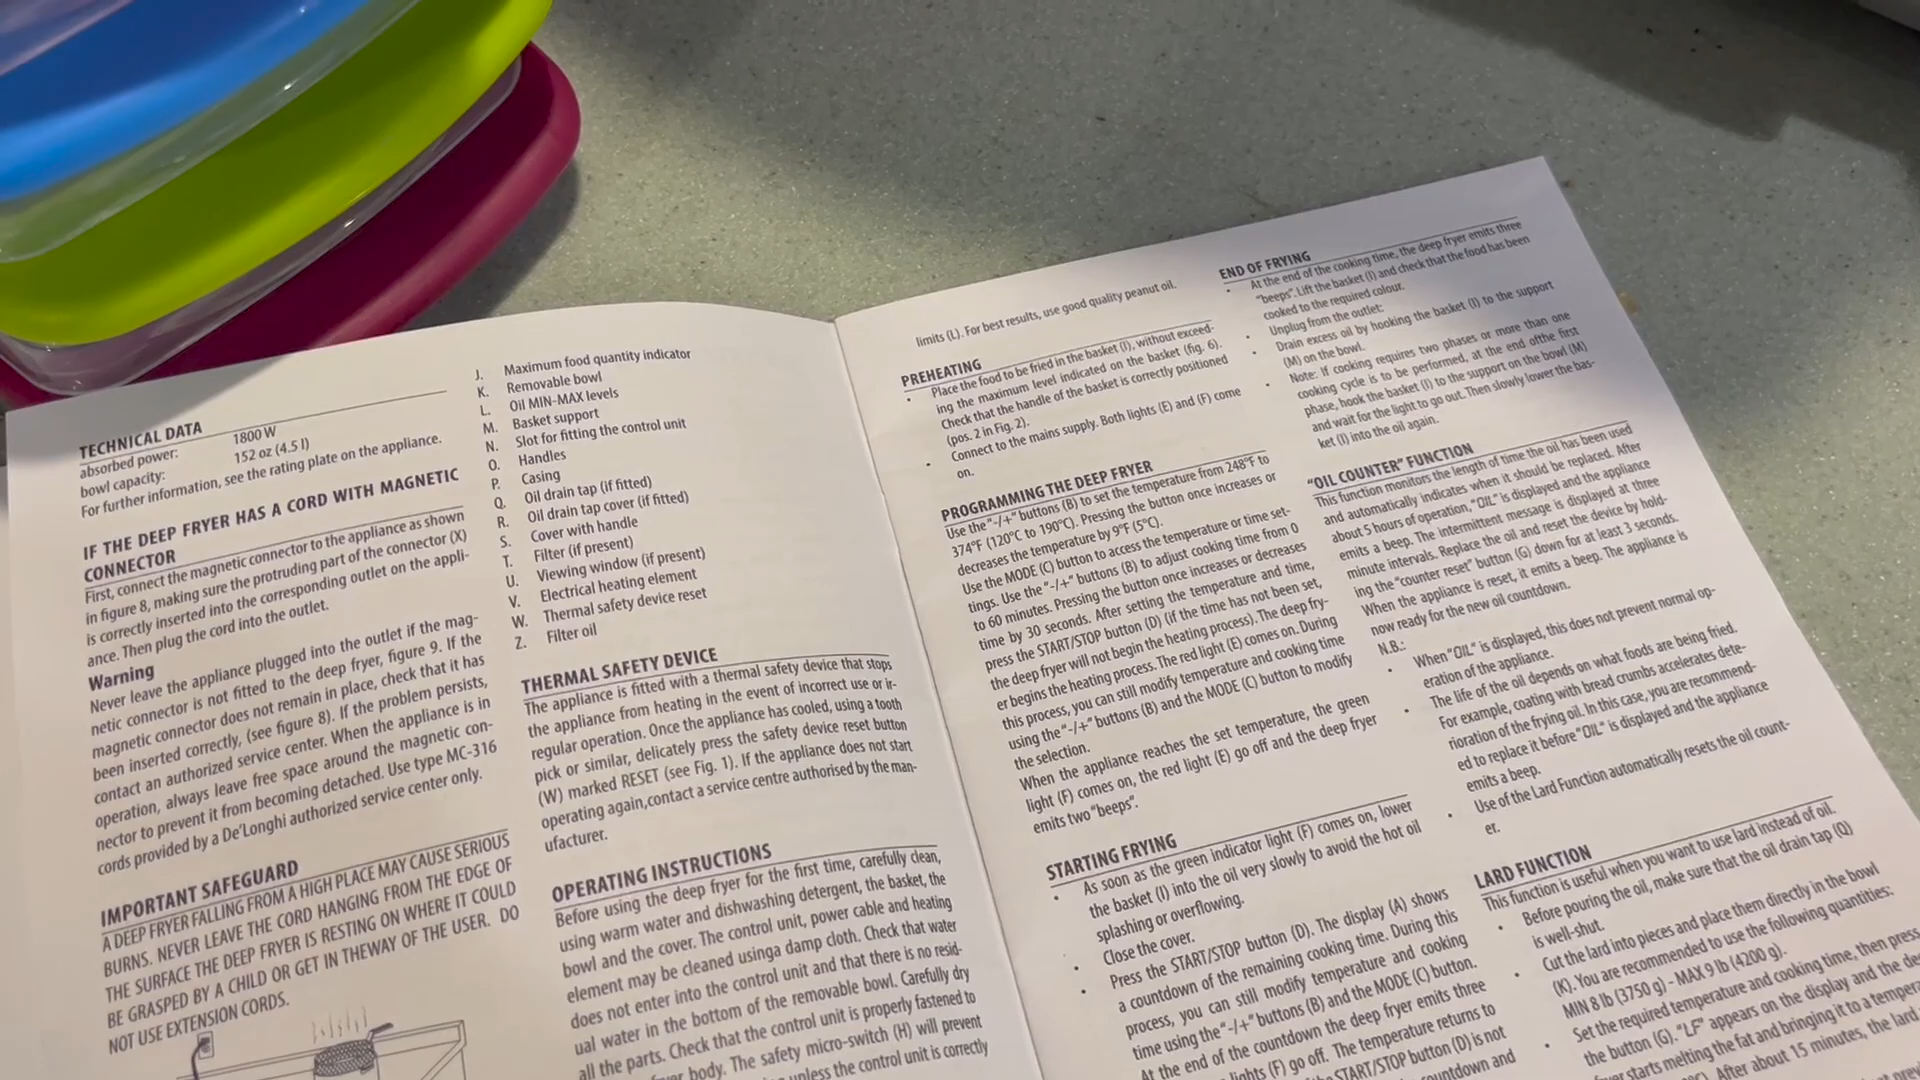 TECHNICAL DATA
absorbed power: 1800 W
bowl capacity: 152 oz (4.5 l)
For further information, see the rating plate on the appliance.
IF THE DEEP FRYER HAS A CORD WITH MAGNETIC
CONNECTOR
First, connect the magnetic connector to the appliance as shown
in figure 8, making sure the protruding part of the connector (X)
is correctly inserted into the corresponding outlet on the appli-
ance. Then plug the cord into the outlet.
Warning
Never leave the appliance plugged into the outlet if the mag-
netic connector is not fitted to the deep fryer, figure 9. If the
magnetic connector does not remain in place, check that it has
been inserted correctly, (see figure 8). If the problem persists,
contact an authorized service center. When the appliance is in
operation, always leave free space around the magnetic con-
nector to prevent it from becoming detached. Use type MC-316
cords provided by a De'Longhi authorized service center only.
IMPORTANT SAFEGUARD
A DEEP FRYER FALLING FROM A HIGH PLACE MAY CAUSE SERIOUS
BURNS. NEVER LEAVE THE CORD HANGING FROM THE EDGE OF
THE SURFACE THE DEEP FRYER IS RESTING ON WHERE IT COULD
BE GRASPED BY A CHILD OR GET IN THEWAY OF THE USER. DO
NOT USE EXTENSION CORDS.
J. Maximum food quantity indicator
K. Removable bowl
L. Oil MIN-MAX levels
M. Basket support
N. Slot for fitting the control unit
O. Handles
P. Casing
Q. Oil drain tap (if fitted)
R. Oil drain tap cover (if fitted)
S. Cover with handle
T. Filter (if present)
U. Viewing window (if present)
V. Electrical heating element
W. Thermal safety device reset
Z. Filter oil
THERMAL SAFETY DEVICE
The appliance is fitted with a thermal safety device that stops
the appliance from heating in the event of incorrect use or ir-
regular operation. Once the appliance has cooled, using a tooth
pick or similar, delicately press the safety device reset button
(W) marked RESET (see Fig. 1). If the appliance does not start
operating again,contact a service centre authorised by the man-
ufacturer.
OPERATING INSTRUCTIONS
Before using the deep fryer for the first time, carefully clean,
using warm water and dishwashing detergent, the basket, the
bowl and the cover. The control unit, power cable and heating
element may be cleaned usinga damp cloth. Check that water
does not enter into the control unit and that there is no resid-
ual water in the bottom of the removable bowl. Carefully dry
all the parts. Check that the control unit is properly fastened to
body. The safety micro-switch (H) will prevent
unless the control unit is correctly
limits (L). For best results, use good quality peanut oil.
PREHEATING
• Place the food to be fried in the basket (I), without exceed-
ing the maximum level indicated on the basket (fig. 6).
Check that the handle of the basket is correctly positioned
(pos. 2 in Fig. 2).
• Connect to the mains supply. Both lights (E) and (F) come
on.
PROGRAMMING THE DEEP FRYER
Use the "-/+" buttons (B) to set the temperature from 248°F to
374°F (120°C to 190°C). Pressing the button once increases or
decreases the temperature by 9°F (5°C).
Use the MODE (C) button to access the temperature or time set-
tings. Use the "-/+" buttons (B) to adjust cooking time from 0
to 60 minutes. Pressing the button once increases or decreases
time by 30 seconds. After setting the temperature and time,
press the START/STOP button (D) (if the time has not been set,
the deep fryer will not begin the heating process). The deep fry-
er begins the heating process. The red light (E) comes on. During
this process, you can still modify temperature and cooking time
using the "-/+" buttons (B) and the MODE (C) button to modify
the selection.
When the appliance reaches the set temperature, the green
light (F) comes on, the red light (E) go off and the deep fryer
emits two "beeps".
STARTING FRYING
• As soon as the green indicator light (F) comes on, lower
the basket (I) into the oil very slowly to avoid the hot oil
splashing or overflowing.
• Close the cover.
• Press the START/STOP button (D). The display (A) shows
a countdown of the remaining cooking time. During this
process, you can still modify temperature and cooking
time using the "-/+" buttons (B) and the MODE (C) button.
At the end of the countdown the deep fryer emits three
lights (F) go off. The temperature returns to
START/STOP button (D) is not
countdown and
END OF FRYING
• At the end of the cooking time, the deep fryer emits three
"beeps". Lift the basket (I) and check that the food has been
cooked to the required colour.
• Unplug from the outlet:
• Drain excess oil by hooking the basket (I) to the support
(M) on the bowl.
• Note: If cooking requires two phases or more than one
cooking cycle is to be performed, at the end ofthe first
phase, hook the basket (I) to the support on the bowl (M)
and wait for the light to go out. Then slowly lower the bas-
ket (I) into the oil again.
"OIL COUNTER" FUNCTION
This function monitors the length of time the oil has been used
and automatically indicates when it should be replaced. After
about 5 hours of operation, "OIL" is displayed and the appliance
emits a beep. The intermittent message is displayed at three
minute intervals. Replace the oil and reset the device by hold-
ing the "counter reset" button (G) down for at least 3 seconds.
When the appliance is reset, it emits a beep. The appliance is
now ready for the new oil countdown.
N.B.:
• When "OIL" is displayed, this does not prevent normal op-
eration of the appliance.
• The life of the oil depends on what foods are being fried.
For example, coating with bread crumbs accelerates dete-
rioration of the frying oil. In this case, you are recommend-
ed to replace it before "OIL" is displayed and the appliance
emits a beep.
• Use of the Lard Function automatically resets the oil count-
er.
LARD FUNCTION
This function is useful when you want to use lard instead of oil.
• Before pouring the oil, make sure that the oil drain tap (Q)
is well-shut.
• Cut the lard into pieces and place them directly in the bowl
(K). You are recommended to use the following quantities:
MIN 8 lb (3750 g) - MAX 9 lb (4200 g).
• Set the required temperature and cooking time, then press
the button (G). "LF" appears on the display and the
starts melting the fat and bringing it to a
After about 15 minutes, the lard